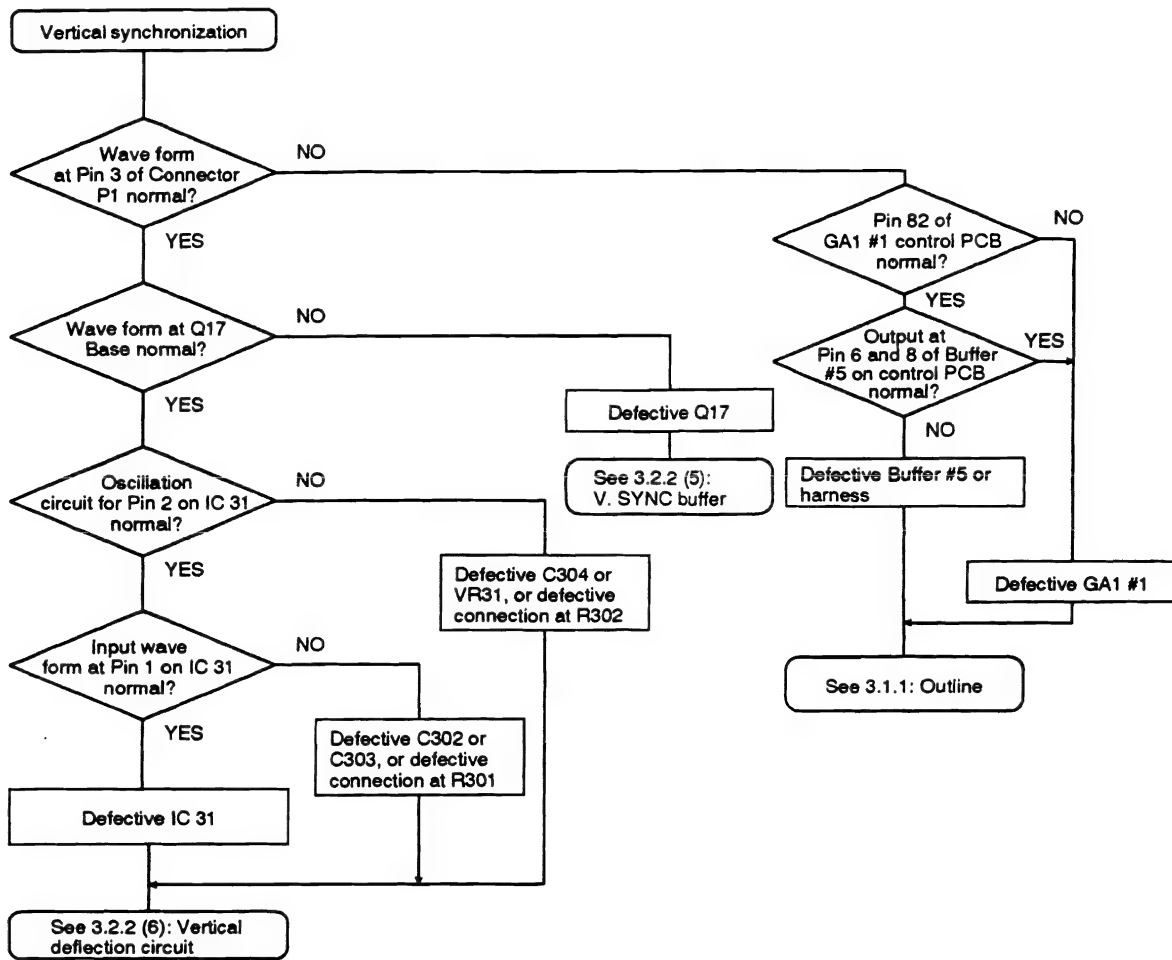 Vertical synchronization
Wave form
at Pin 3 of Connector
P1 normal?
NO
YES
Pin 82 of
GA1 #1 control PCB
normal?
NO
YES
Wave form at Q17
Base normal?
NO
YES
Output at
Pin 6 and 8 of Buffer
#5 on control PCB
normal?
YES
NO
Defective Q17
See 3.2.2 (5):
V. SYNC buffer
Defective Buffer #5 or
harness
Osciliation
circuit for Pin 2 on IC 31
normal?
NO
YES
Defective C304 or
VR31, or defective
connection at R302
Defective GA1 #1
Input wave
form at Pin 1 on IC 31
normal?
NO
YES
See 3.1.1: Outline
Defective C302 or
C303, or defective
connection at R301
Defective IC 31
See 3.2.2 (6): Vertical
deflection circuit